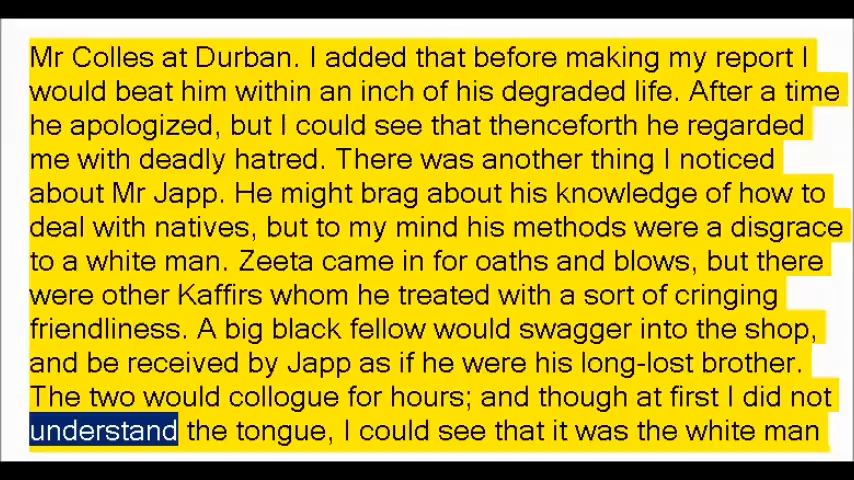 Mr Colles at Durban. I added that before making my report I
would beat him within an inch of his degraded life. After a time
he apologized, but I could see that thenceforth he regarded
me with deadly hatred. There was another thing I noticed
about Mr Japp. He might brag about his knowledge of how to
deal with natives, but to my mind his methods were a disgrace
to a white man. Zeeta came in for oaths and blows, but there
were other Kaffirs whom he treated with a sort of cringing
friendliness. A big black fellow would swagger into the shop,
and be received by Japp as if he were his long-lost brother.
The two would collogue for hours; and though at first I did not
understand the tongue, I could see that it was the white man